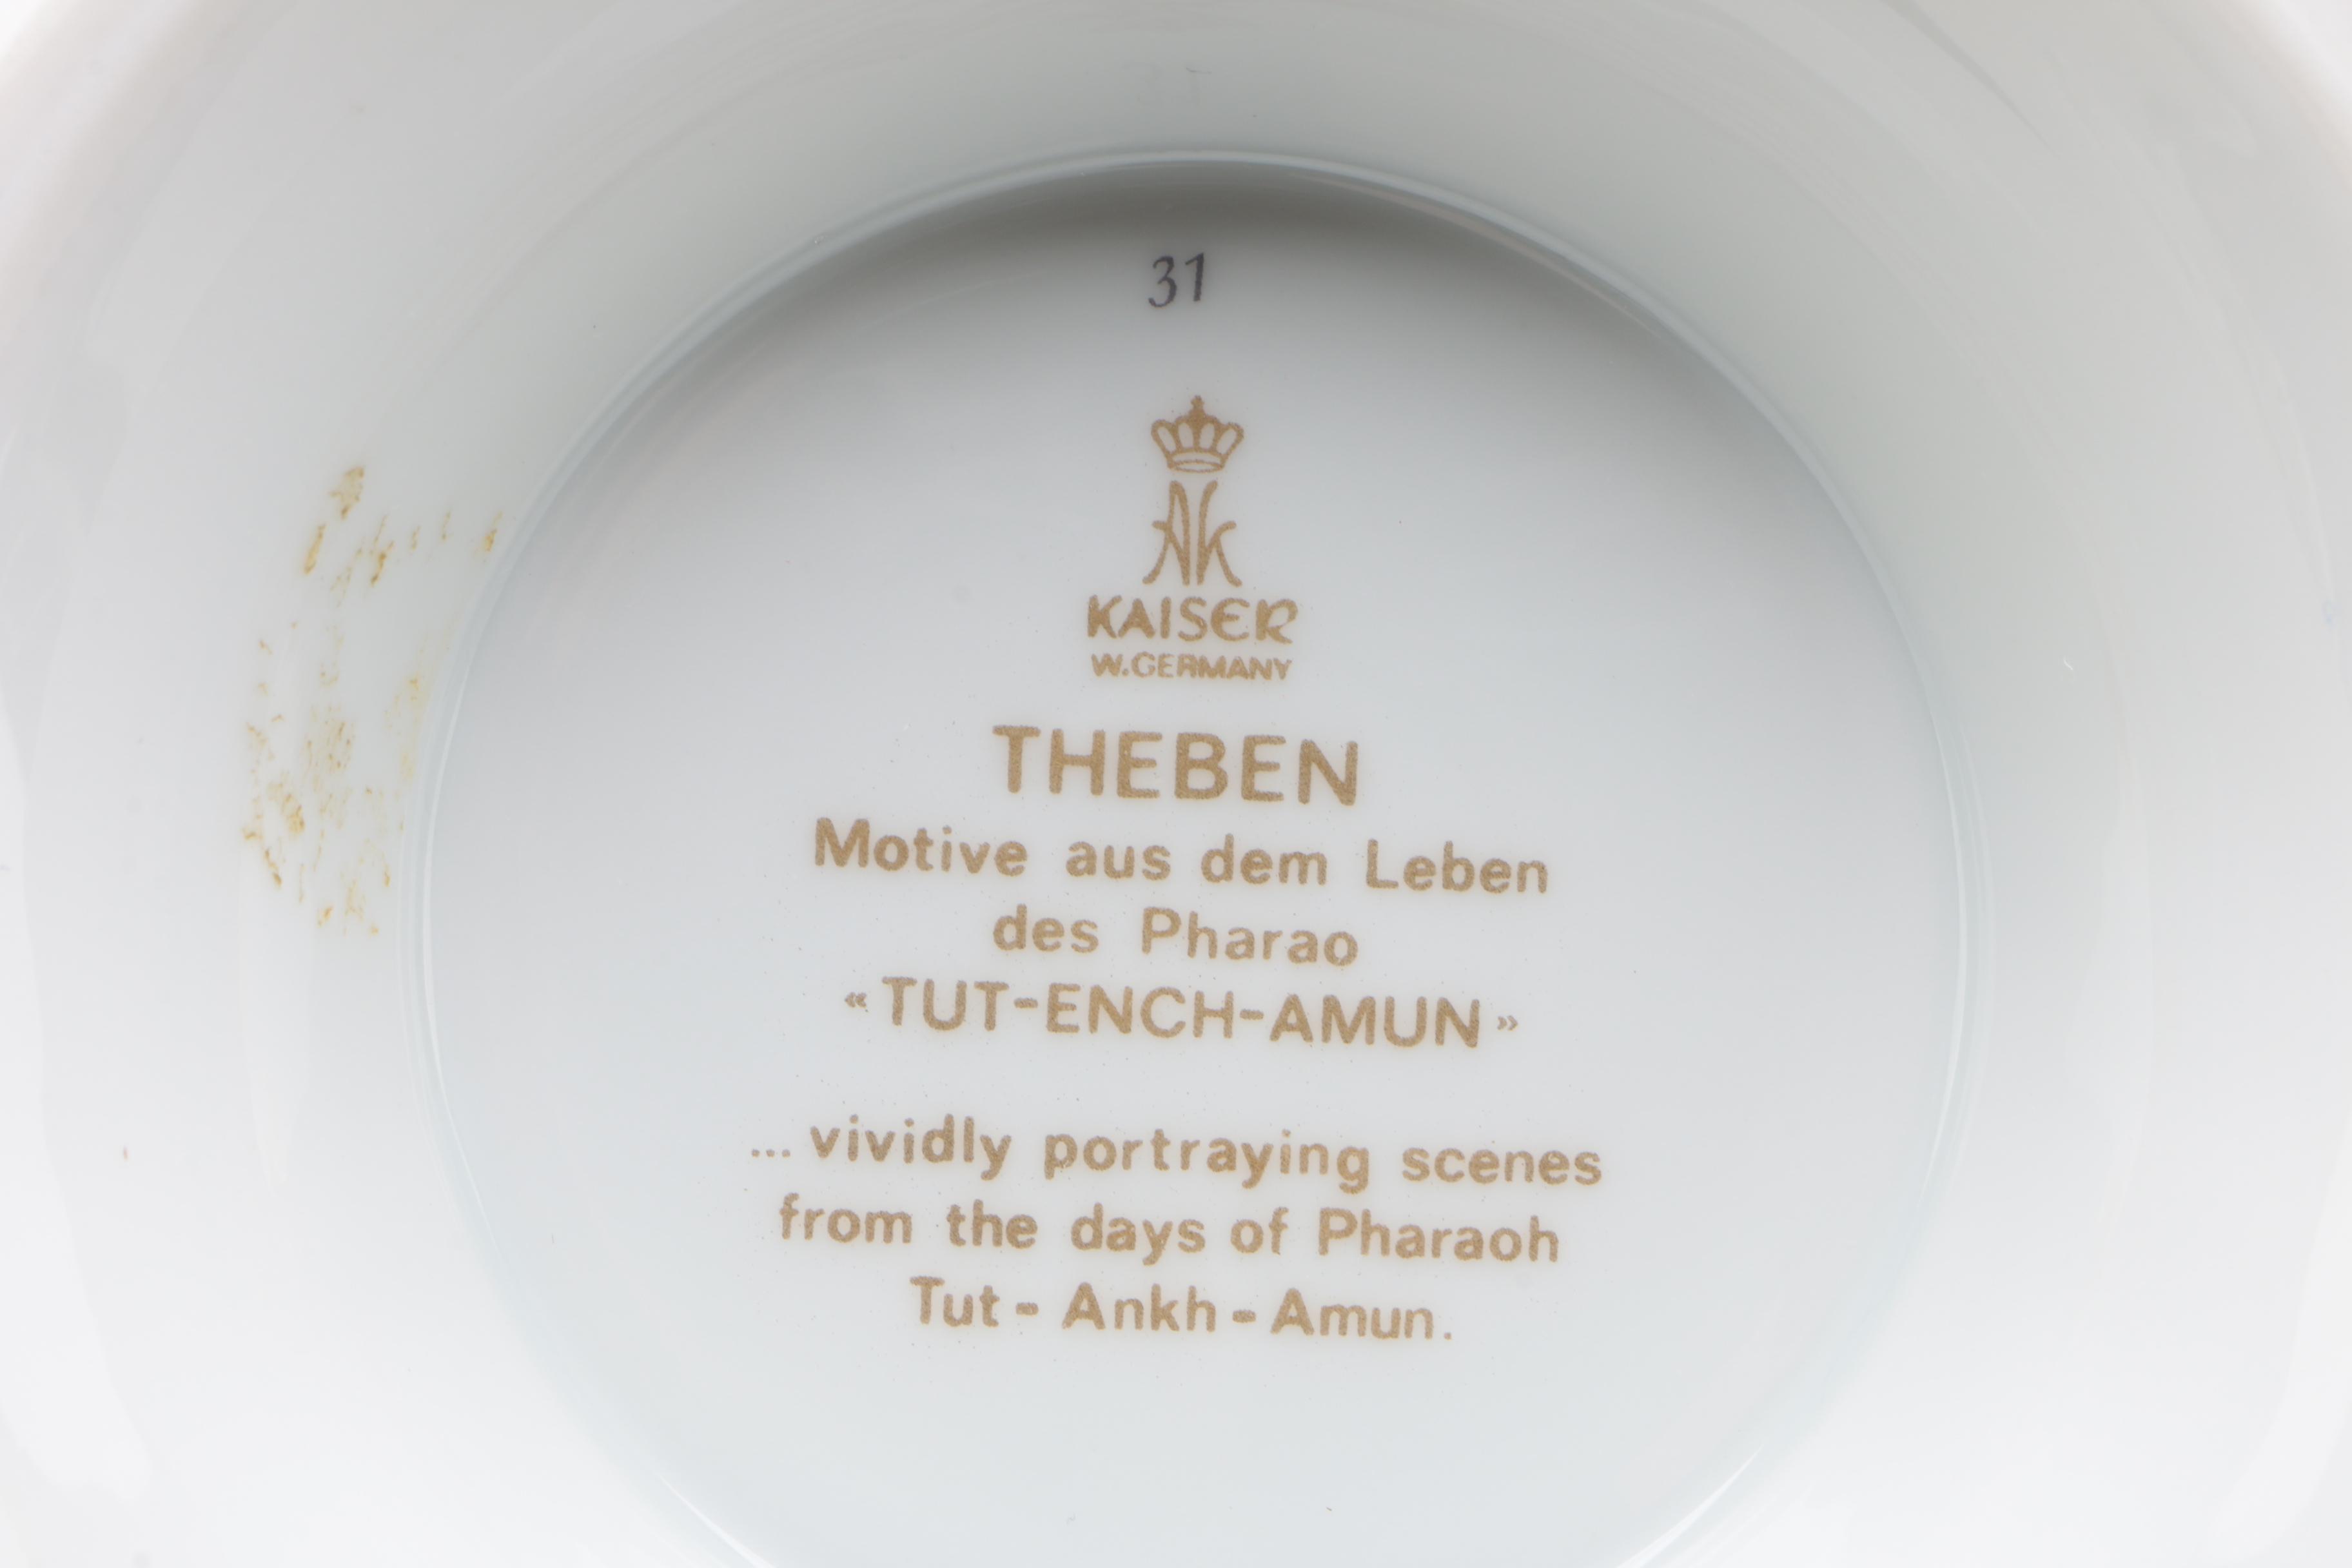 31
AK
KAISER
W.GERMANY
THEBEN
Motive aus dem Leben
des Pharao
«TUT-ENCH-AMUN»
...vividly portraying scenes
from the days of Pharaoh
Tut-Ankh-Amun.